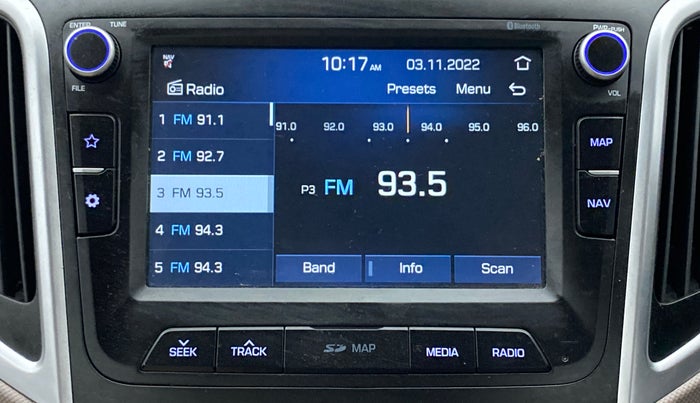 ENTER TUNE
Bluetooth
PWR PUSH
NAV
10:17 AM 03.11.2022
FILE
VOL
Radio Presets Menu
1 FM 91.1
2 FM 92.7
3 FM 93.5
4 FM 94.3
5 FM 94.3
91.0 92.0 93.0 94.0 95.0 96.0
P3 FM 93.5
Band Info Scan
MAP
NAV
SEEK TRACK SD MAP MEDIA RADIO